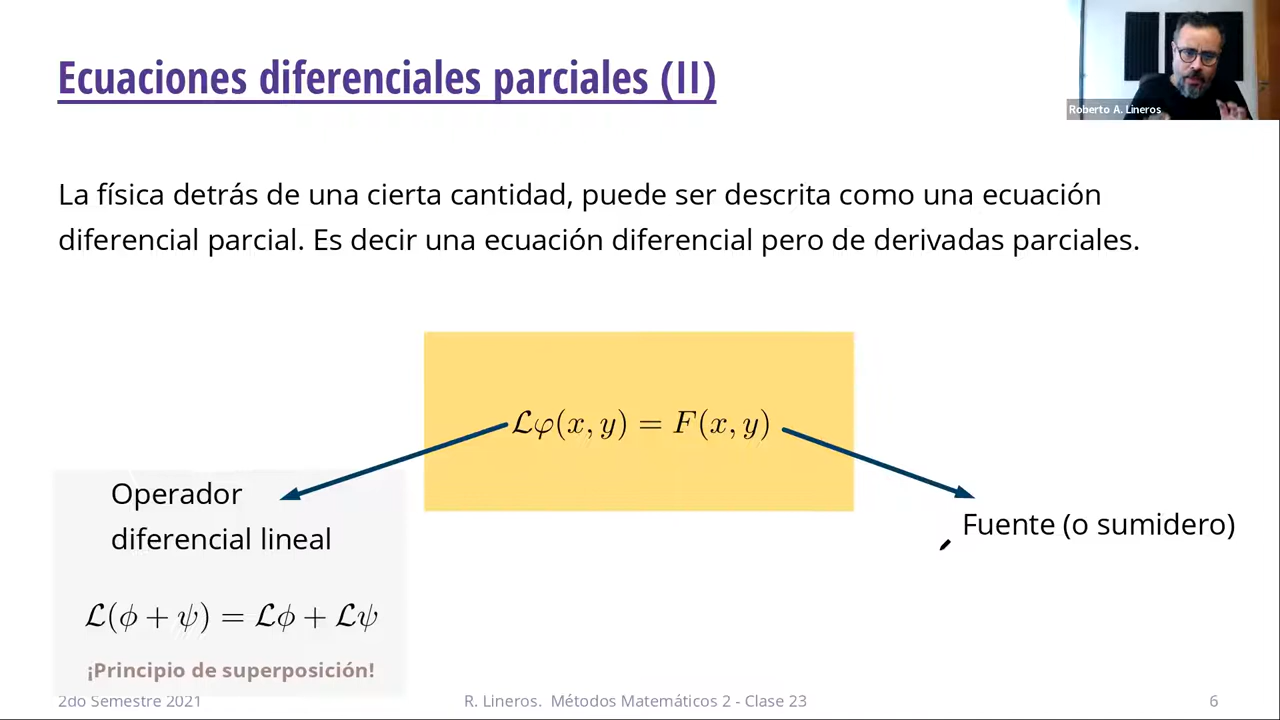 Ecuaciones diferenciales parciales (II)
Roberto A. Lineros
La física detrás de una cierta cantidad, puede ser descrita como una ecuación
diferencial parcial. Es decir una ecuación diferencial pero de derivadas parciales.
ℒφ(x, y) = F(x, y)
Operador
diferencial lineal
ℒ(ϕ + ψ) = ℒϕ + ℒψ
¡Principio de superposición!
Fuente (o sumidero)
2do Semestre 2021
R. Lineros. Métodos Matemáticos 2 - Clase 23
6